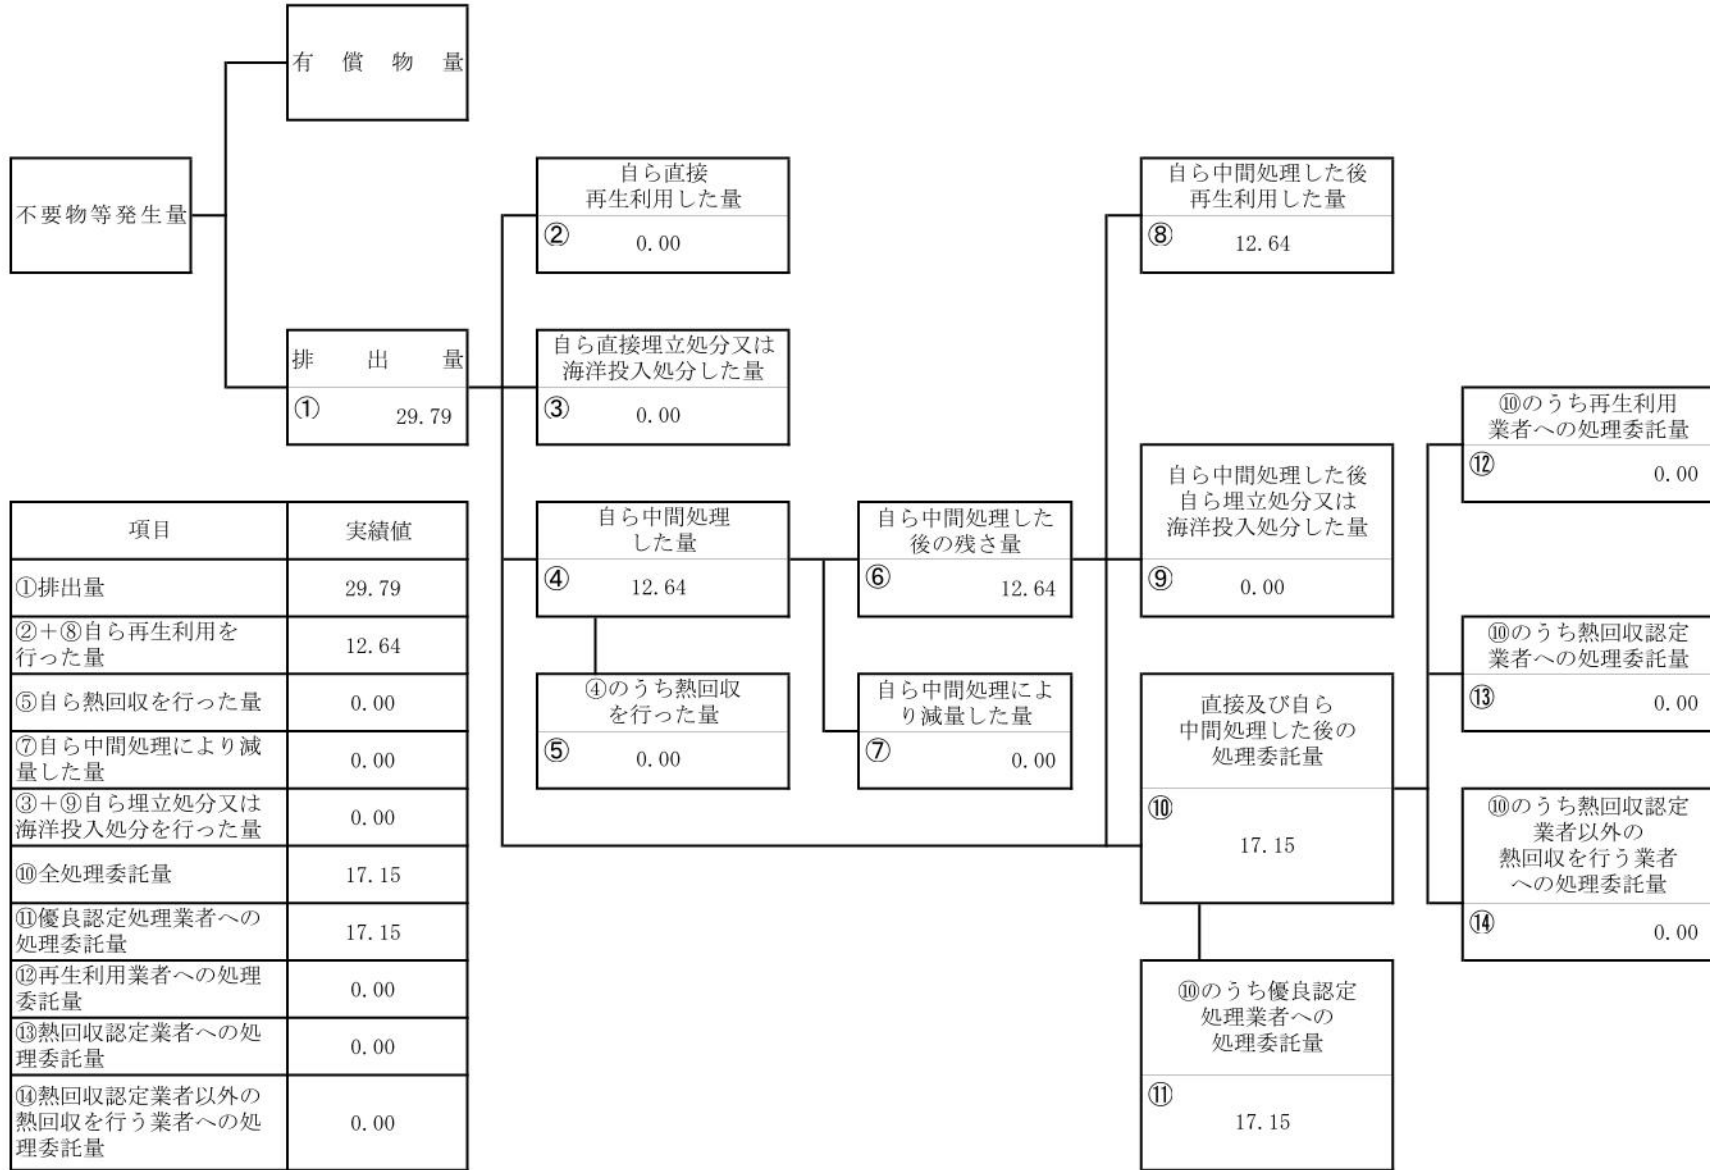 有償物量
不要物等発生量
自ら直接
再生利用した量
② 0.00
自ら中間処理した後
再生利用した量
⑧ 12.64
排出量
① 29.79
自ら直接埋立処分又は
海洋投入処分した量
③ 0.00
⑩のうち再生利用
業者への処理委託量
⑫ 0.00
自ら中間処理した後
自ら埋立処分又は
海洋投入処分した量
⑨ 0.00
自ら中間処理
した量
④ 12.64
自ら中間処理した
後の残さ量
⑥ 12.64
⑩のうち熱回収認定
業者への処理委託量
⑬ 0.00
④のうち熱回収
を行った量
⑤ 0.00
自ら中間処理によ
り減量した量
⑦ 0.00
直接及び自ら
中間処理した後の
処理委託量
⑩ 17.15
⑩のうち熱回収認定
業者以外の
熱回収を行う業者
への処理委託量
⑭ 0.00
⑩のうち優良認定
処理業者への
処理委託量
⑪ 17.15
項目 実績値
①排出量 29.79
②＋⑧自ら再生利用を
行った量 12.64
⑤自ら熱回収を行った量 0.00
⑦自ら中間処理により減
量した量 0.00
③＋⑨自ら埋立処分又は
海洋投入処分を行った量 0.00
⑩全処理委託量 17.15
⑪優良認定処理業者への
処理委託量 17.15
⑫再生利用業者への処理
委託量 0.00
⑬熱回収認定業者への処
理委託量 0.00
⑭熱回収認定業者以外の
熱回収を行う業者への処
理委託量 0.00